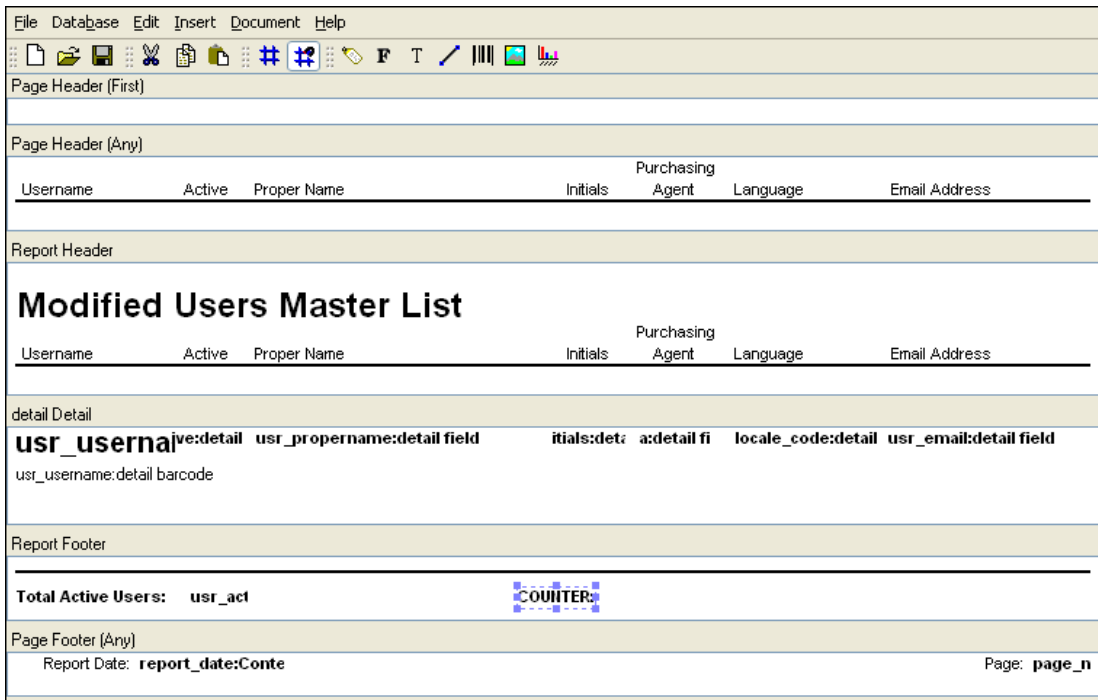 File Database Edit Insert Document Help
F T
Page Header (First)
Page Header (Any)
Purchasing
Username Active Proper Name Initials Agent Language Email Address
Report Header
Modified Users Master List
Purchasing
Username Active Proper Name Initials Agent Language Email Address
detail Detail
usr_userna ive:detail usr_propername:detail field itials:deta a:detail fi locale_code:detail usr_email:detail field
usr_username:detail barcode
Report Footer
Total Active Users: usr_act COUNTER:
Page Footer (Any)
Report Date: report_date:Conte Page: page_n